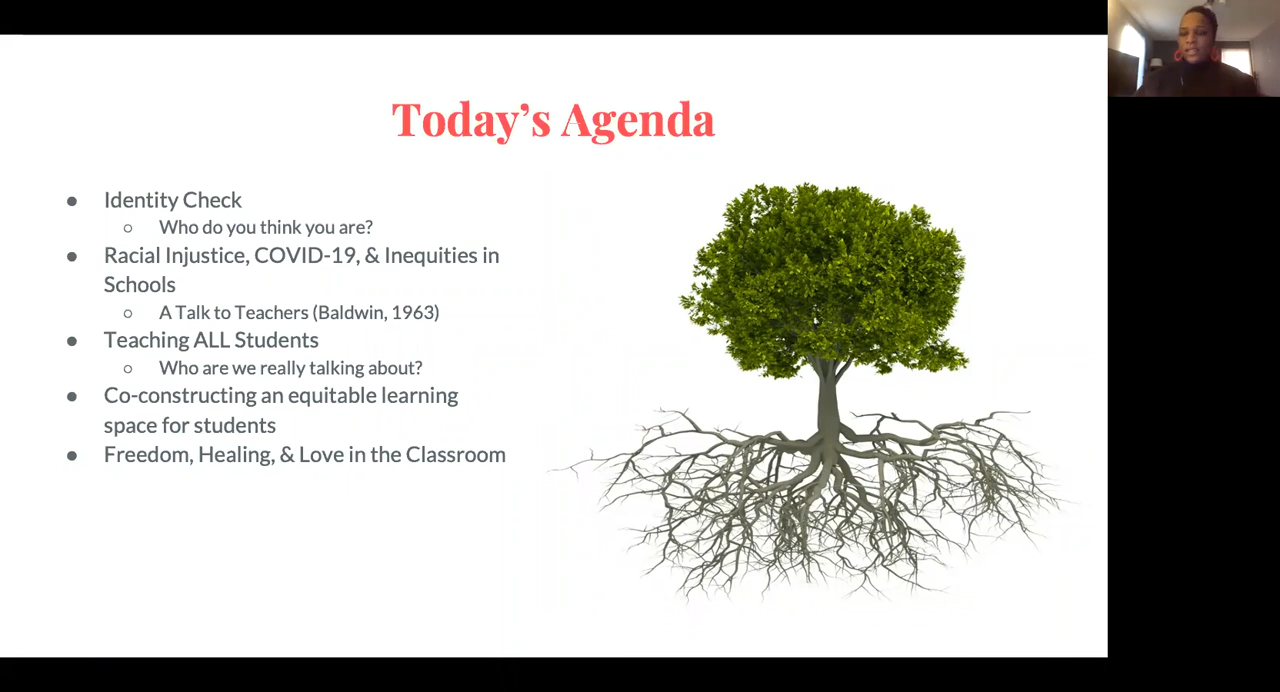 Today's Agenda
● Identity Check
○ Who do you think you are?
● Racial Injustice, COVID-19, & Inequities in
Schools
○ A Talk to Teachers (Baldwin, 1963)
● Teaching ALL Students
○ Who are we really talking about?
● Co-constructing an equitable learning
space for students
● Freedom, Healing, & Love in the Classroom